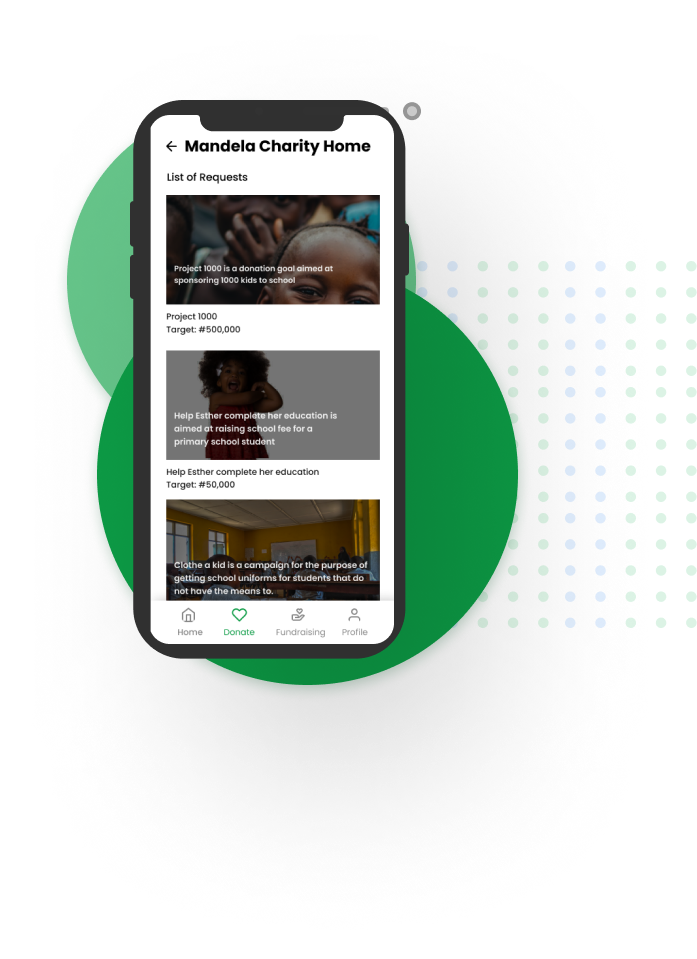 Mandela Charity Home
List of Requests
Project 1000 is a donation goal aimed at
sponsoring 1000 kids to school
Project 1000
Target: #500,000
Help Esther complete her education is
aimed at raising school fee for a
primary school student
Help Esther complete her education
Target: #50,000
Clothe a kid is a campaign for the purpose of
getting school uniforms for students that do
not have the means to.
Home Donate Fundraising Profile